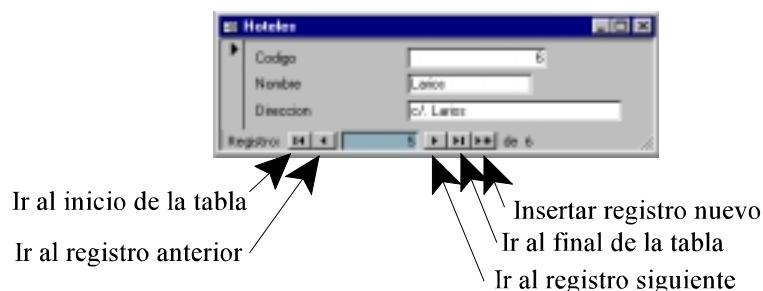 Hoteles
Codigo 6
Nombre Larios
Direccion c/. Larios
Registro: 5 de 6
Ir al inicio de la tabla
Insertar registro nuevo
Ir al registro anterior
Ir al final de la tabla
Ir al registro siguiente